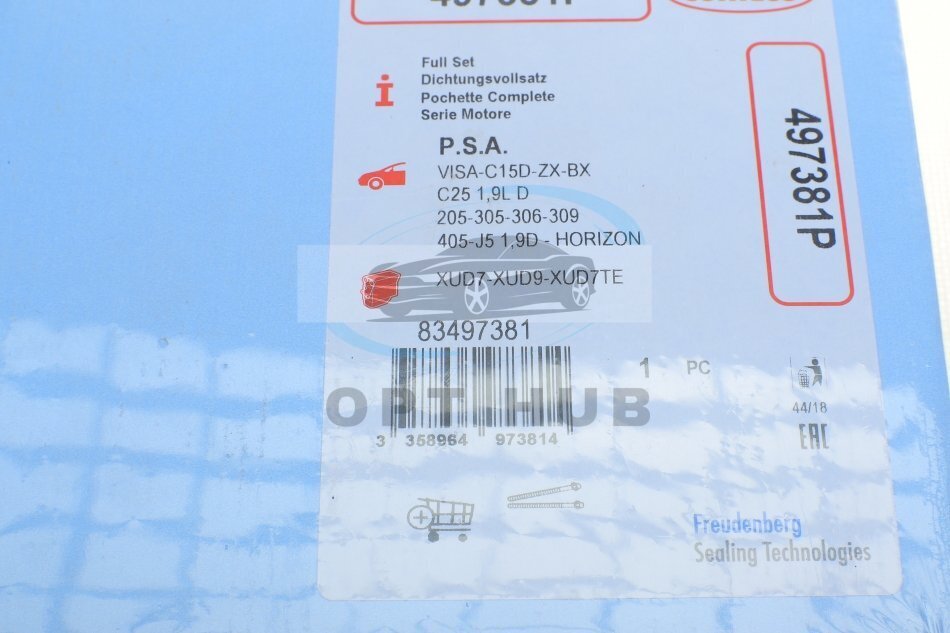 497381P
Full Set
Dichtungsvollsatz
Pochette Complete
Serie Motore
P.S.A.
VISA-C15D-ZX-BX
C25 1,9L D
205-305-306-309
405-J5 1,9D - HORIZON
XUD7-XUD9-XUD7TE
83497381
497381P
1 PC
OPT HUB
3 358964 973814
44/18
EAC
Freudenberg
Sealing Technologies